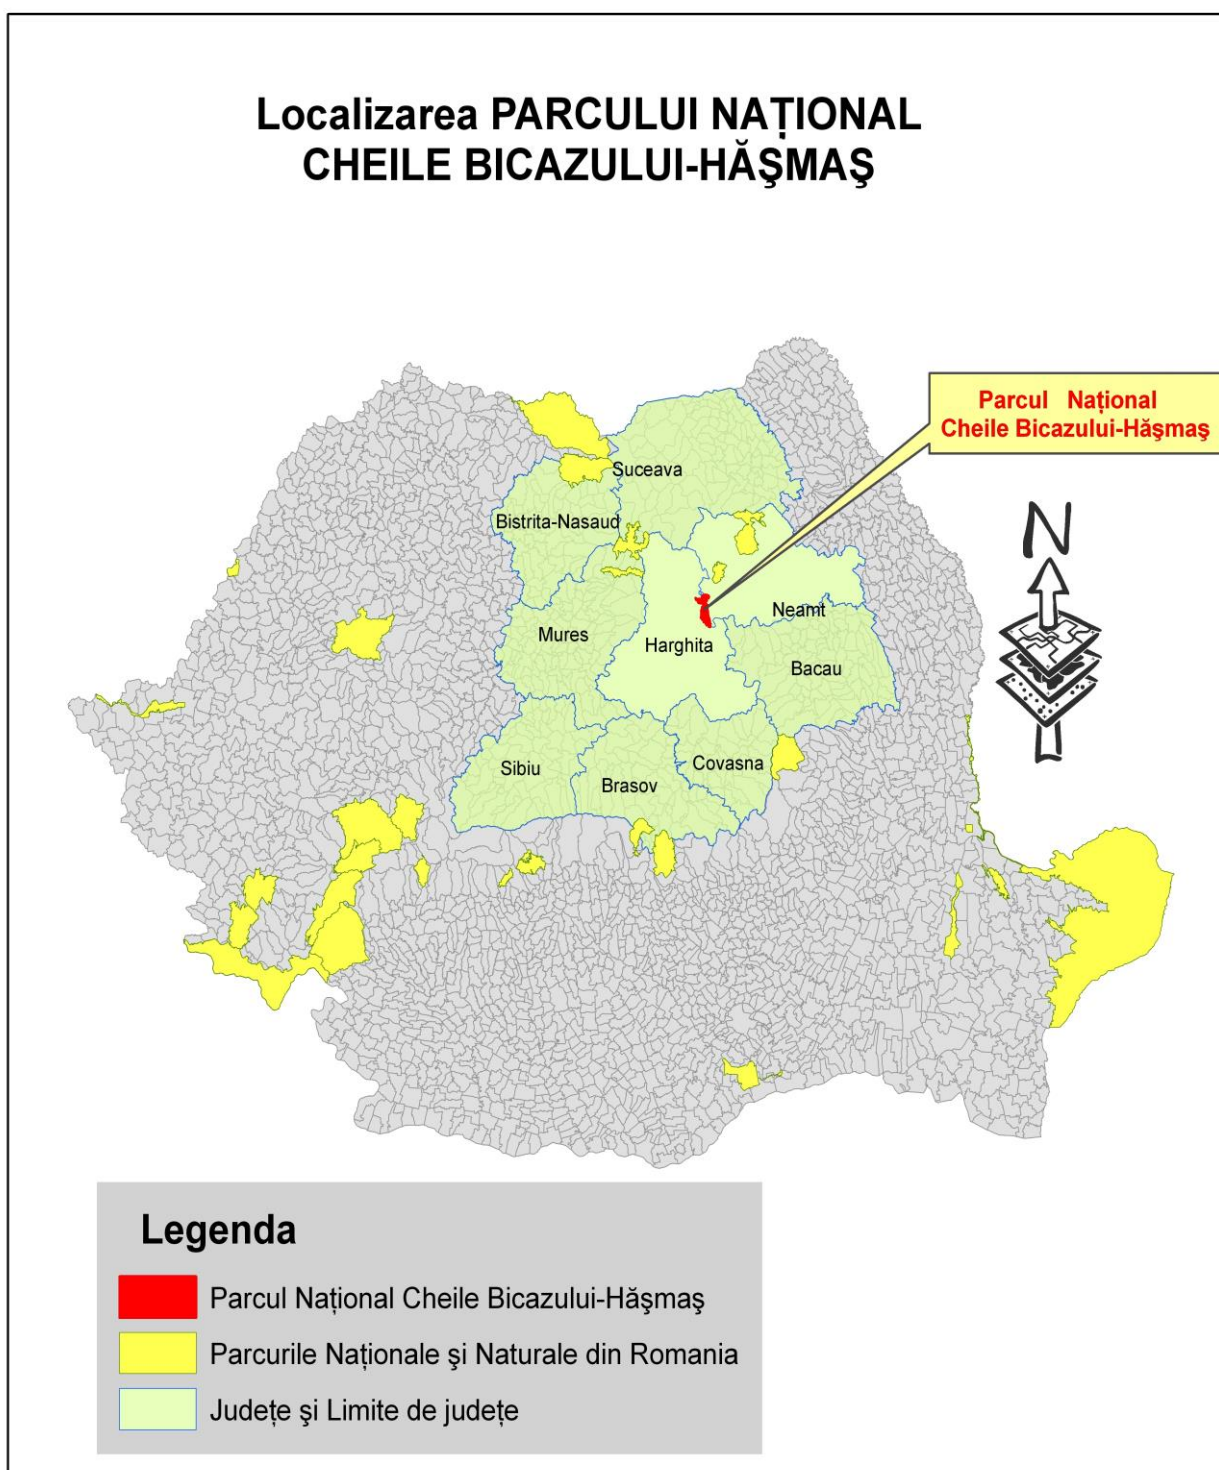 Localizarea PARCULUI NAȚIONAL
CHEILE BICAZULUI-HĂŞMAŞ
Parcul Național
Cheile Bicazului-Hăşmaş
N
Suceava
Bistrita-Nasaud
Neamt
Mures
Harghita
Bacau
Sibiu
Brasov
Covasna
Legenda
Parcul Național Cheile Bicazului-Hăşmaş
Parcurile Naționale şi Naturale din Romania
Județe şi Limite de județe